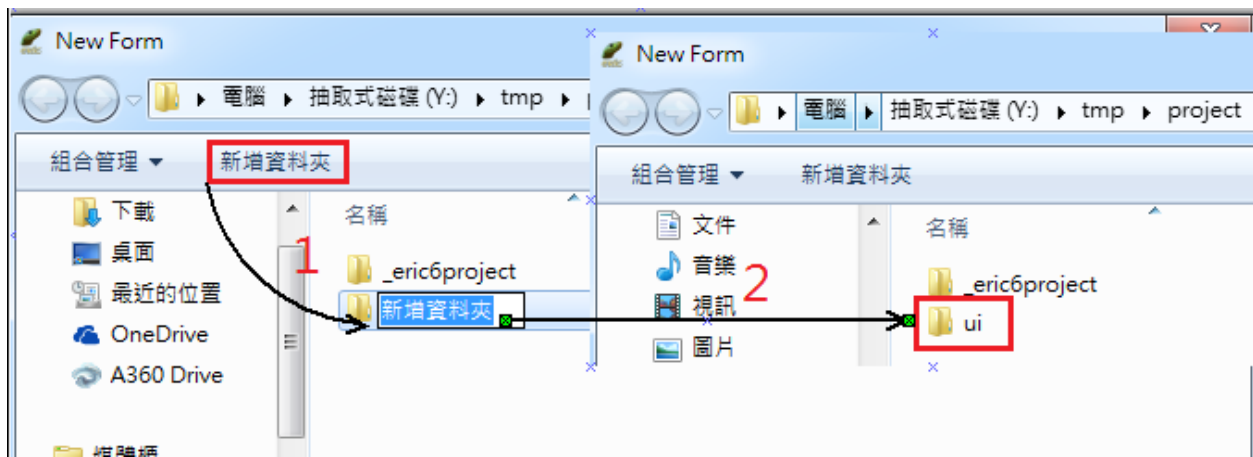 New Form
電腦 ▸ 抽取式磁碟 (Y:) ▸ tmp ▸
組合管理 ▼ 新增資料夾
下載
桌面
最近的位置
OneDrive
A360 Drive
名稱
_eric6project
新增資料夾
1
New Form
電腦 ▸ 抽取式磁碟 (Y:) ▸ tmp ▸ project
組合管理 ▼ 新增資料夾
文件
音樂
視訊
圖片
名稱
_eric6project
ui
2